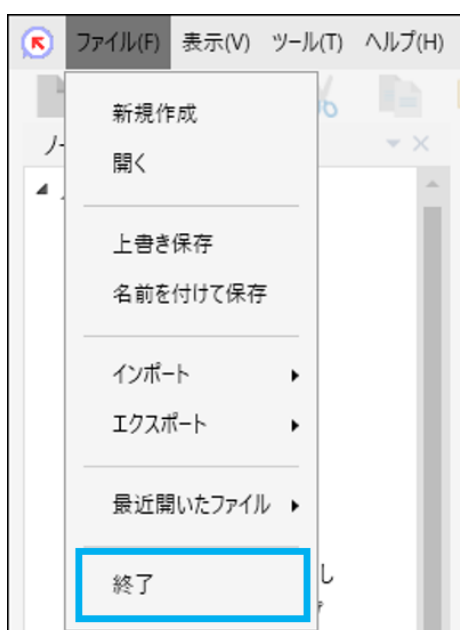 ファイル(F) 表示(V) ツール(T) ヘルプ(H)
新規作成
開く
上書き保存
名前を付けて保存
インポート
エクスポート
最近開いたファイル
終了
し